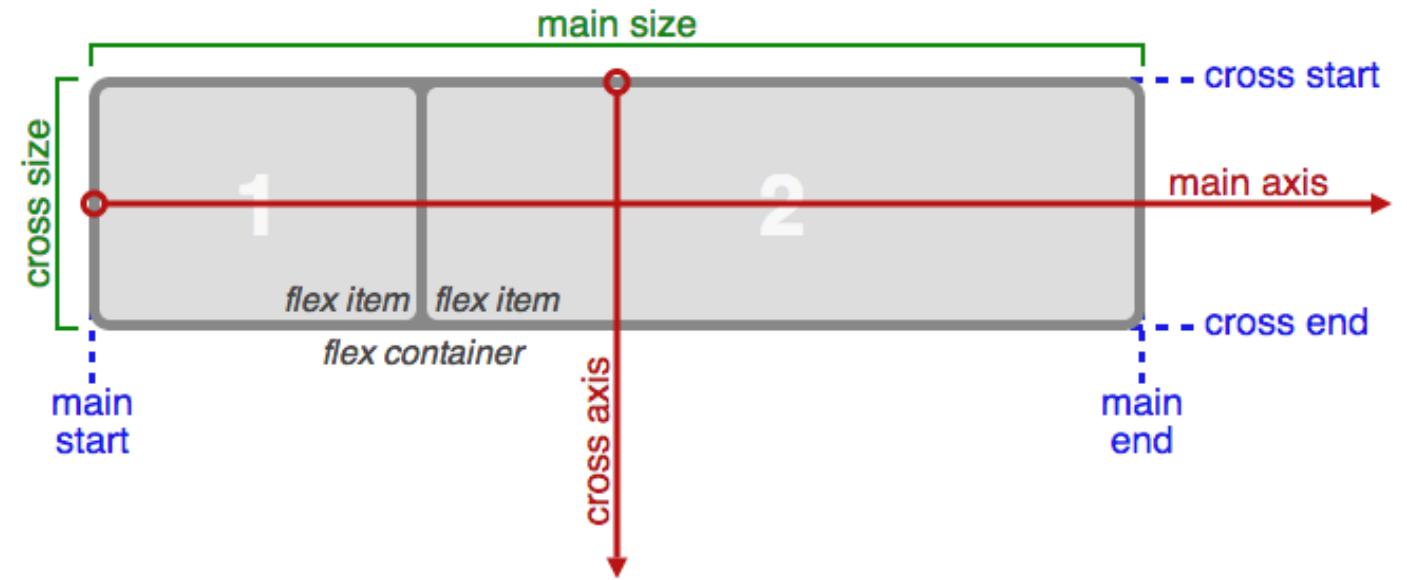 main size
cross start
cross size
1
2
main axis
flex item
flex item
cross end
flex container
cross axis
main
start
main
end